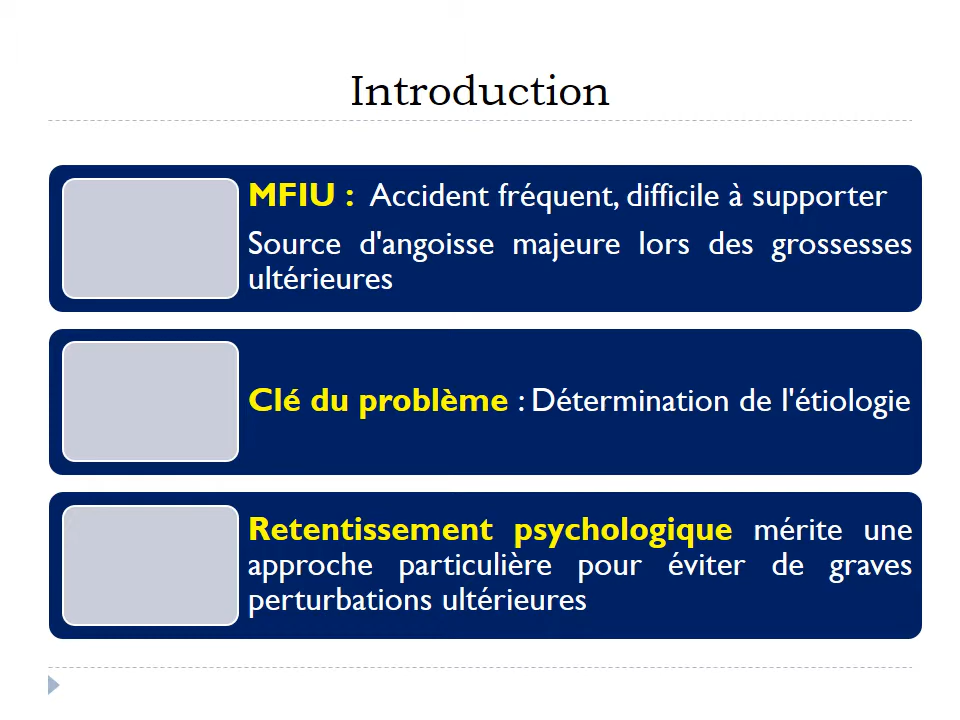 Introduction
MFIU : Accident fréquent, difficile à supporter
Source d'angoisse majeure lors des grossesses
ultérieures
Clé du problème : Détermination de l'étiologie
Retentissement psychologique mérite une
approche particulière pour éviter de graves
perturbations ultérieures